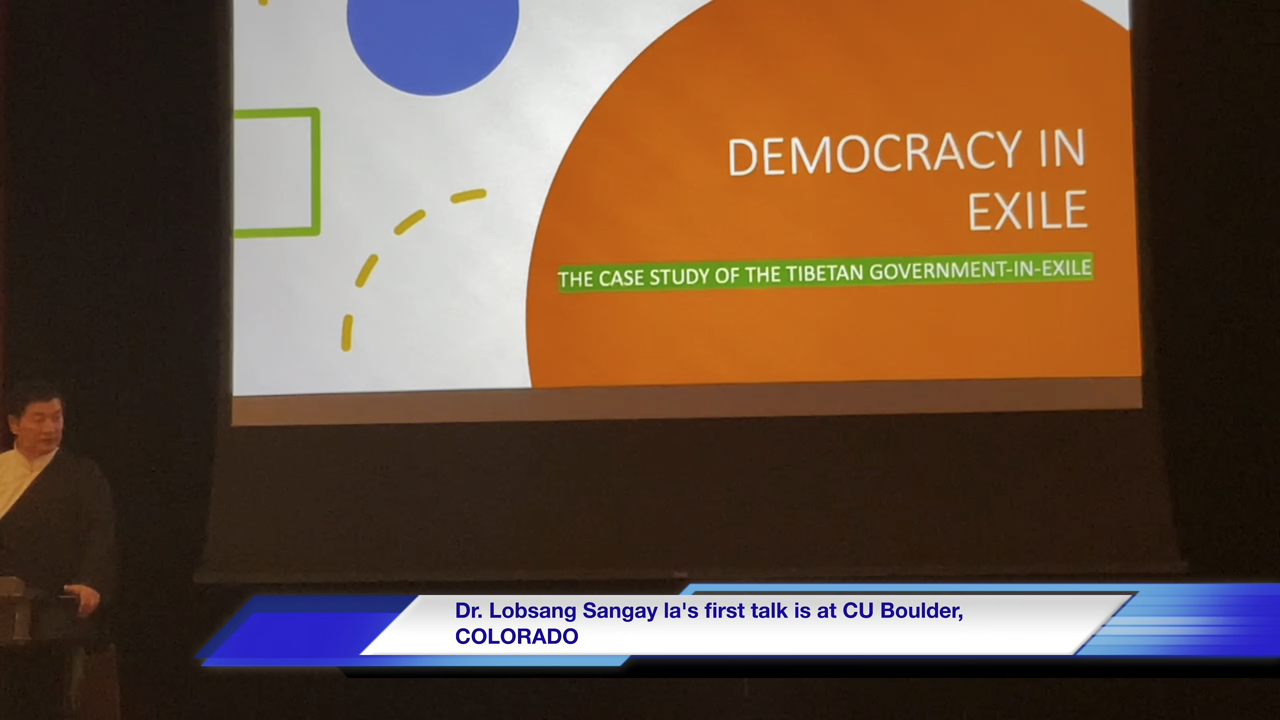 DEMOCRACY IN
EXILE
THE CASE STUDY OF THE TIBETAN GOVERNMENT-IN-EXILE
Dr. Lobsang Sangay la's first talk is at CU Boulder,
COLORADO